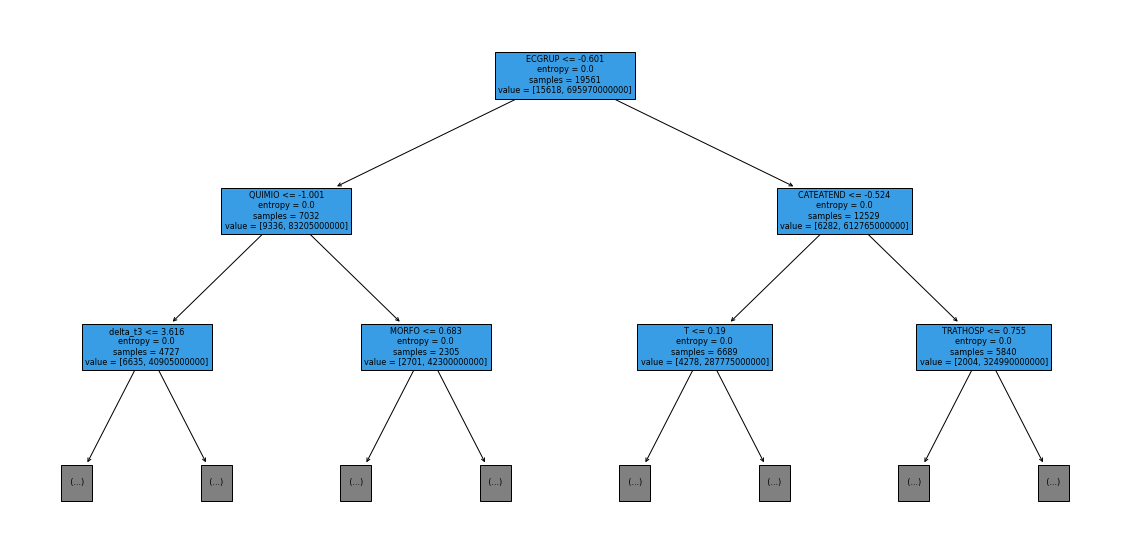 ECGRUP <= -0.601
entropy = 0.0
samples = 19561
value = [15618, 695970000000]
QUIMIO <= -1.001
entropy = 0.0
samples = 7032
value = [9336, 83205000000]
CATEATEND <= -0.524
entropy = 0.0
samples = 12529
value = [6282, 612765000000]
delta_t3 <= 3.616
entropy = 0.0
samples = 4727
value = [6635, 40905000000]
MORFO <= 0.683
entropy = 0.0
samples = 2305
value = [2701, 42300000000]
T <= 0.19
entropy = 0.0
samples = 6689
value = [4278, 287775000000]
TRATHOSP <= 0.755
entropy = 0.0
samples = 5840
value = [2004, 324990000000]
(...)
(...)
(...)
(...)
(...)
(...)
(...)
(...)